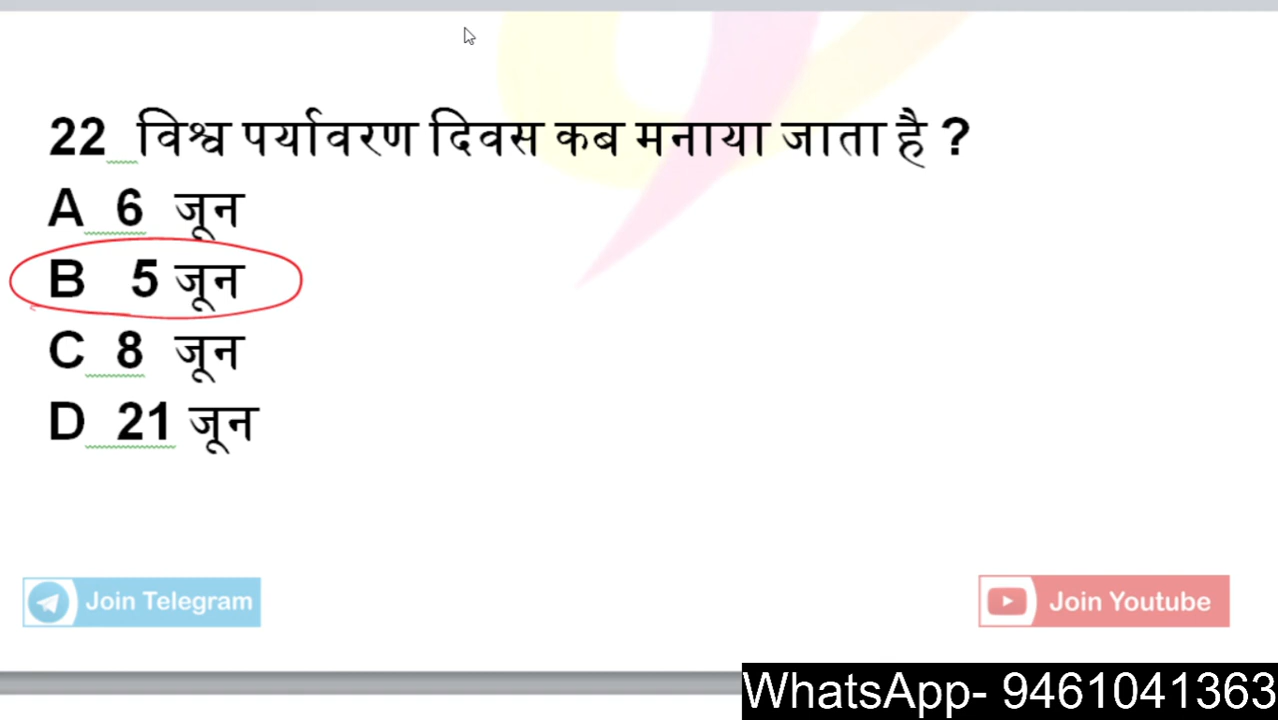 22 विश्व पर्यावरण दिवस कब मनाया जाता है ?
A 6 जून
B 5 जून
C 8 जून
D 21 जून
Join Telegram
Join Youtube
WhatsApp- 9461041363